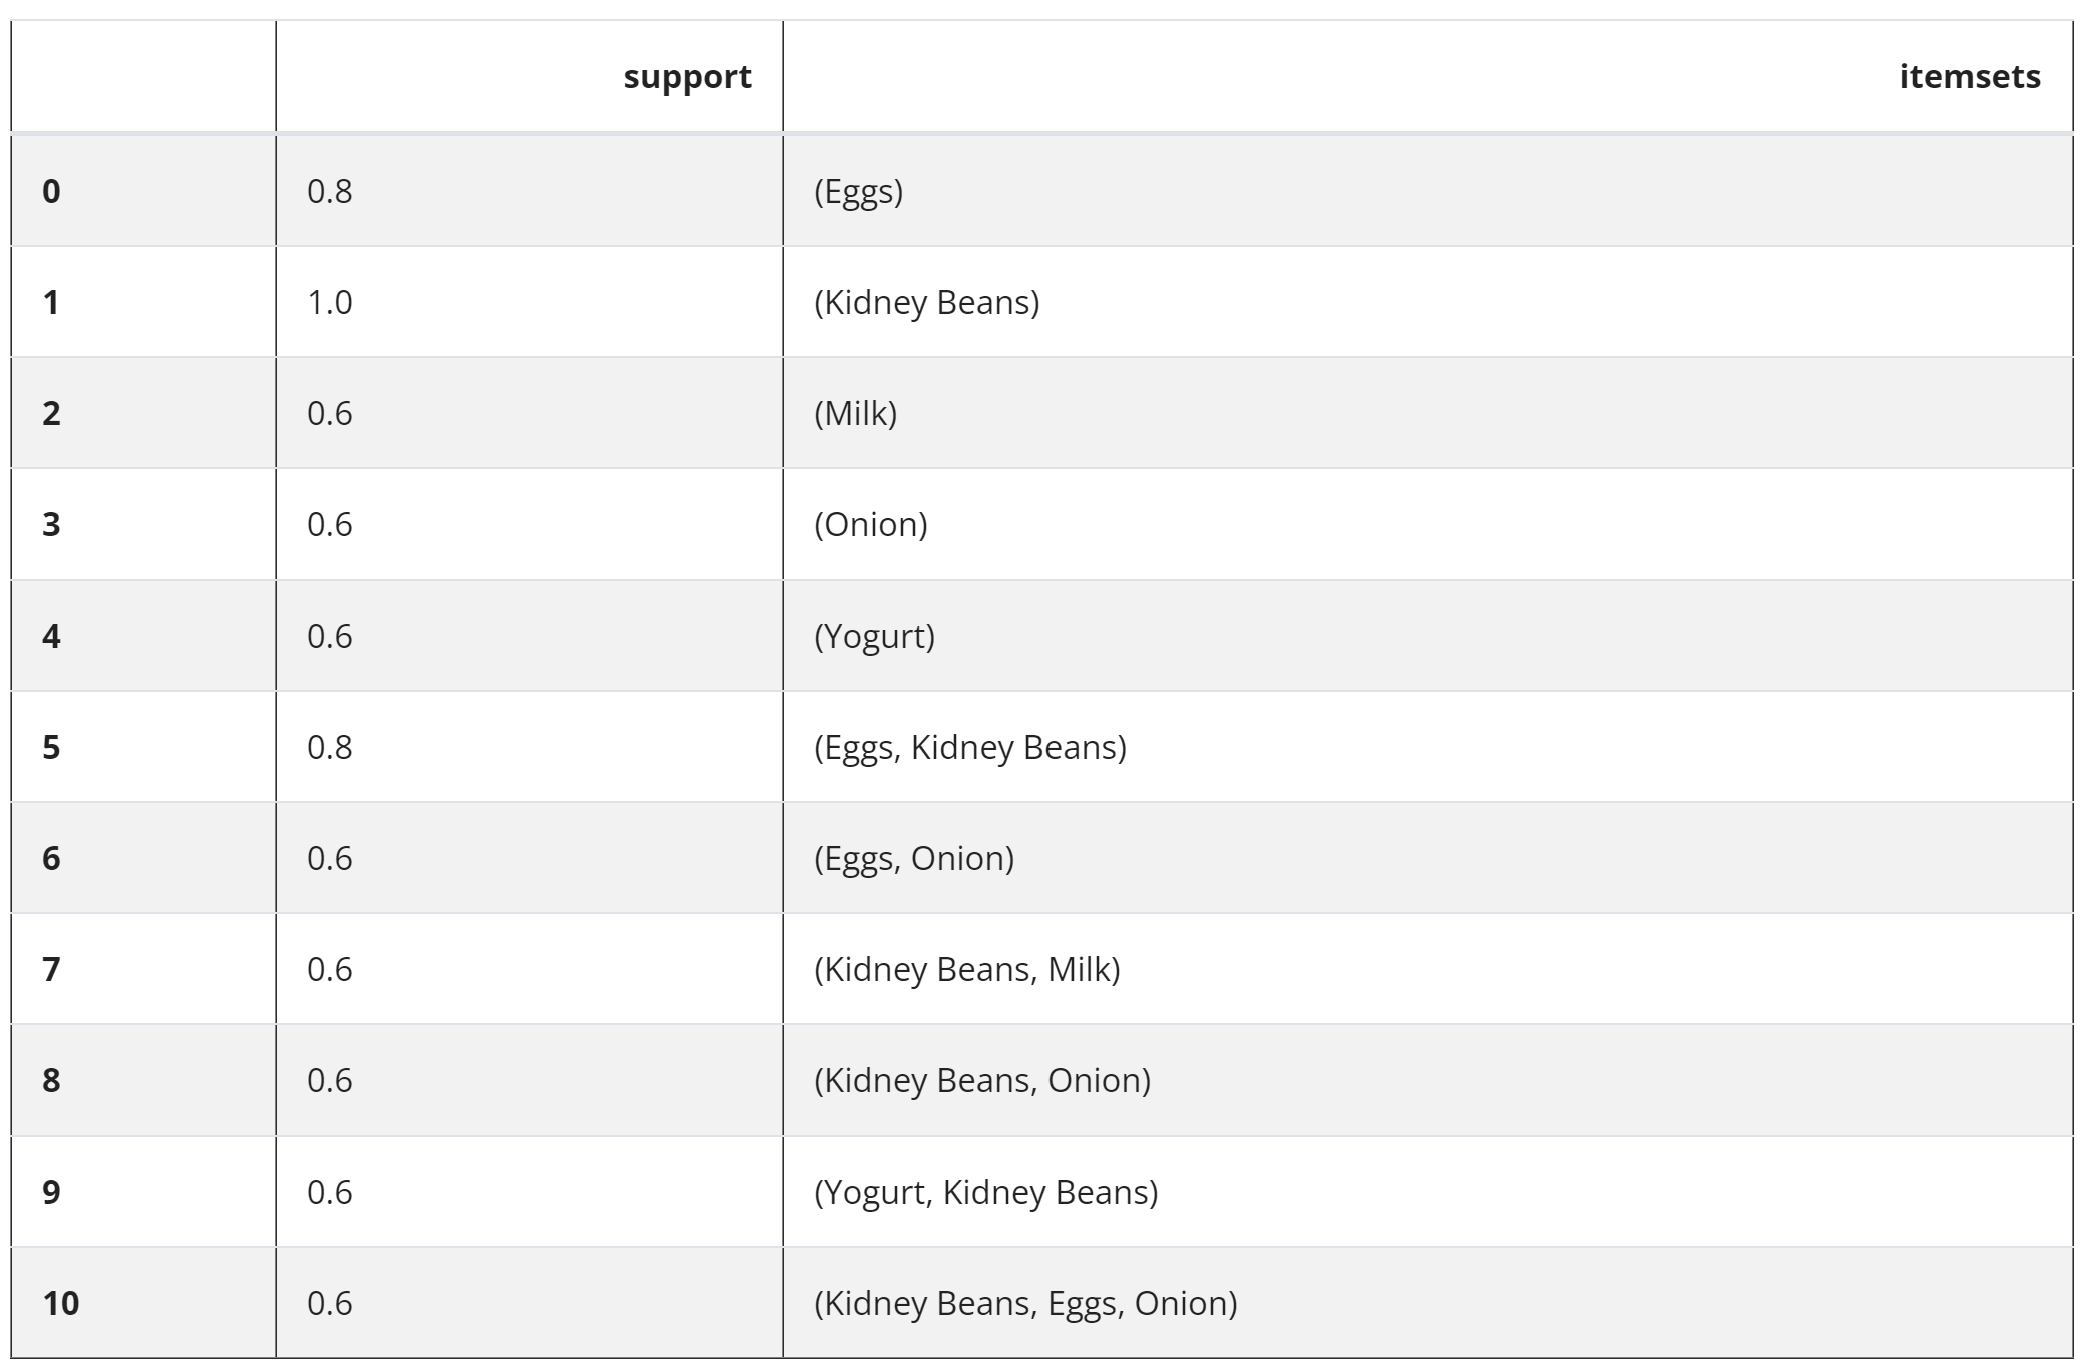 support itemsets
0 0.8 (Eggs)
1 1.0 (Kidney Beans)
2 0.6 (Milk)
3 0.6 (Onion)
4 0.6 (Yogurt)
5 0.8 (Eggs, Kidney Beans)
6 0.6 (Eggs, Onion)
7 0.6 (Kidney Beans, Milk)
8 0.6 (Kidney Beans, Onion)
9 0.6 (Yogurt, Kidney Beans)
10 0.6 (Kidney Beans, Eggs, Onion)